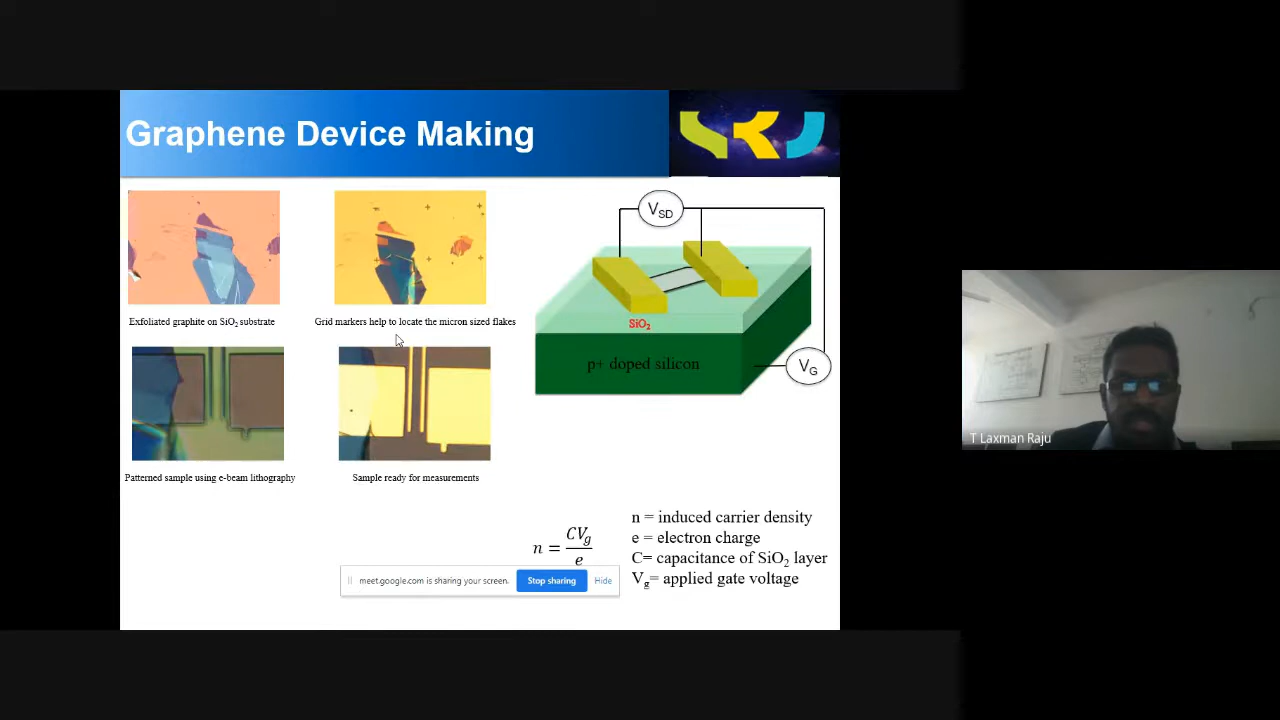 Graphene Device Making
SRU
Exfoliated graphite on SiO2 substrate
Grid markers help to locate the micron sized flakes
Patterned sample using e-beam lithography
Sample ready for measurements
VSD
SiO2
p+ doped silicon
VG
n = CVg/e
n = induced carrier density
e = electron charge
C= capacitance of SiO2 layer
Vg= applied gate voltage
meet.google.com is sharing your screen.
Stop sharing
Hide
T Laxman Raju